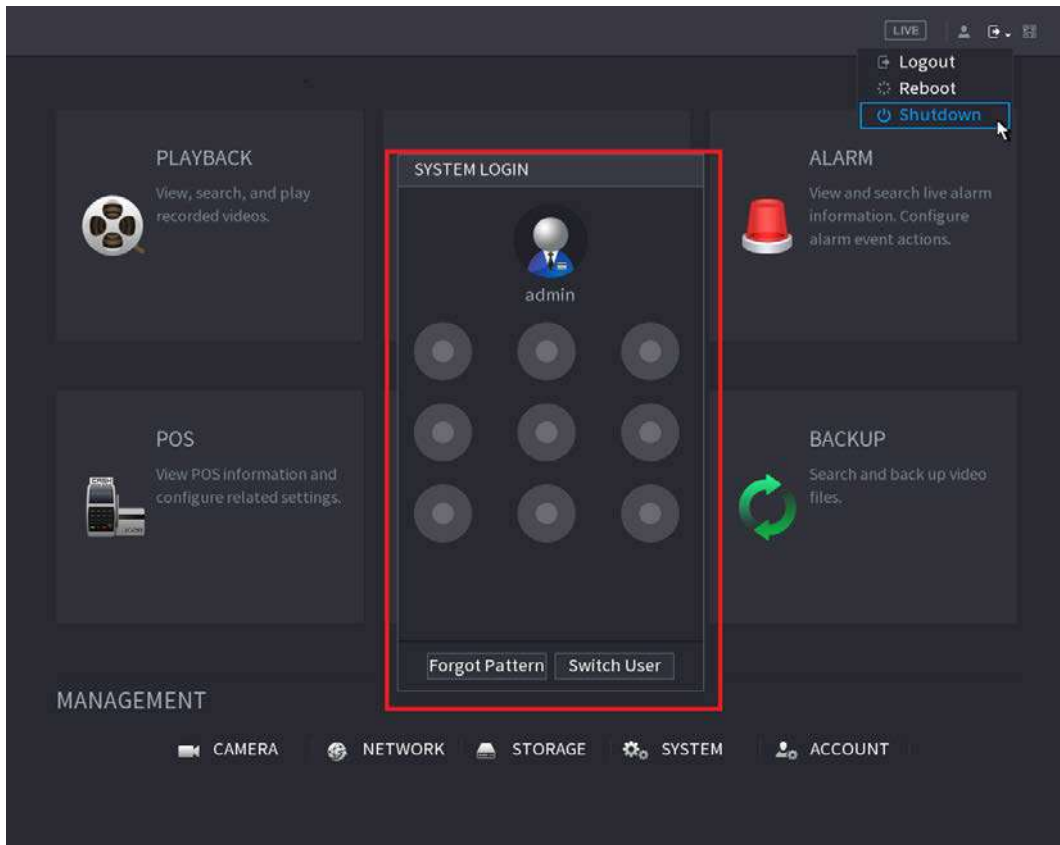 LIVE
Logout
Reboot
Shutdown
PLAYBACK
View, search, and play
recorded videos.
SYSTEM LOGIN
admin
Forgot Pattern
Switch User
ALARM
View and search live alarm
information. Configure
alarm event actions.
POS
View POS information and
configure related settings.
BACKUP
Search and back up video
files.
MANAGEMENT
CAMERA
NETWORK
STORAGE
SYSTEM
ACCOUNT